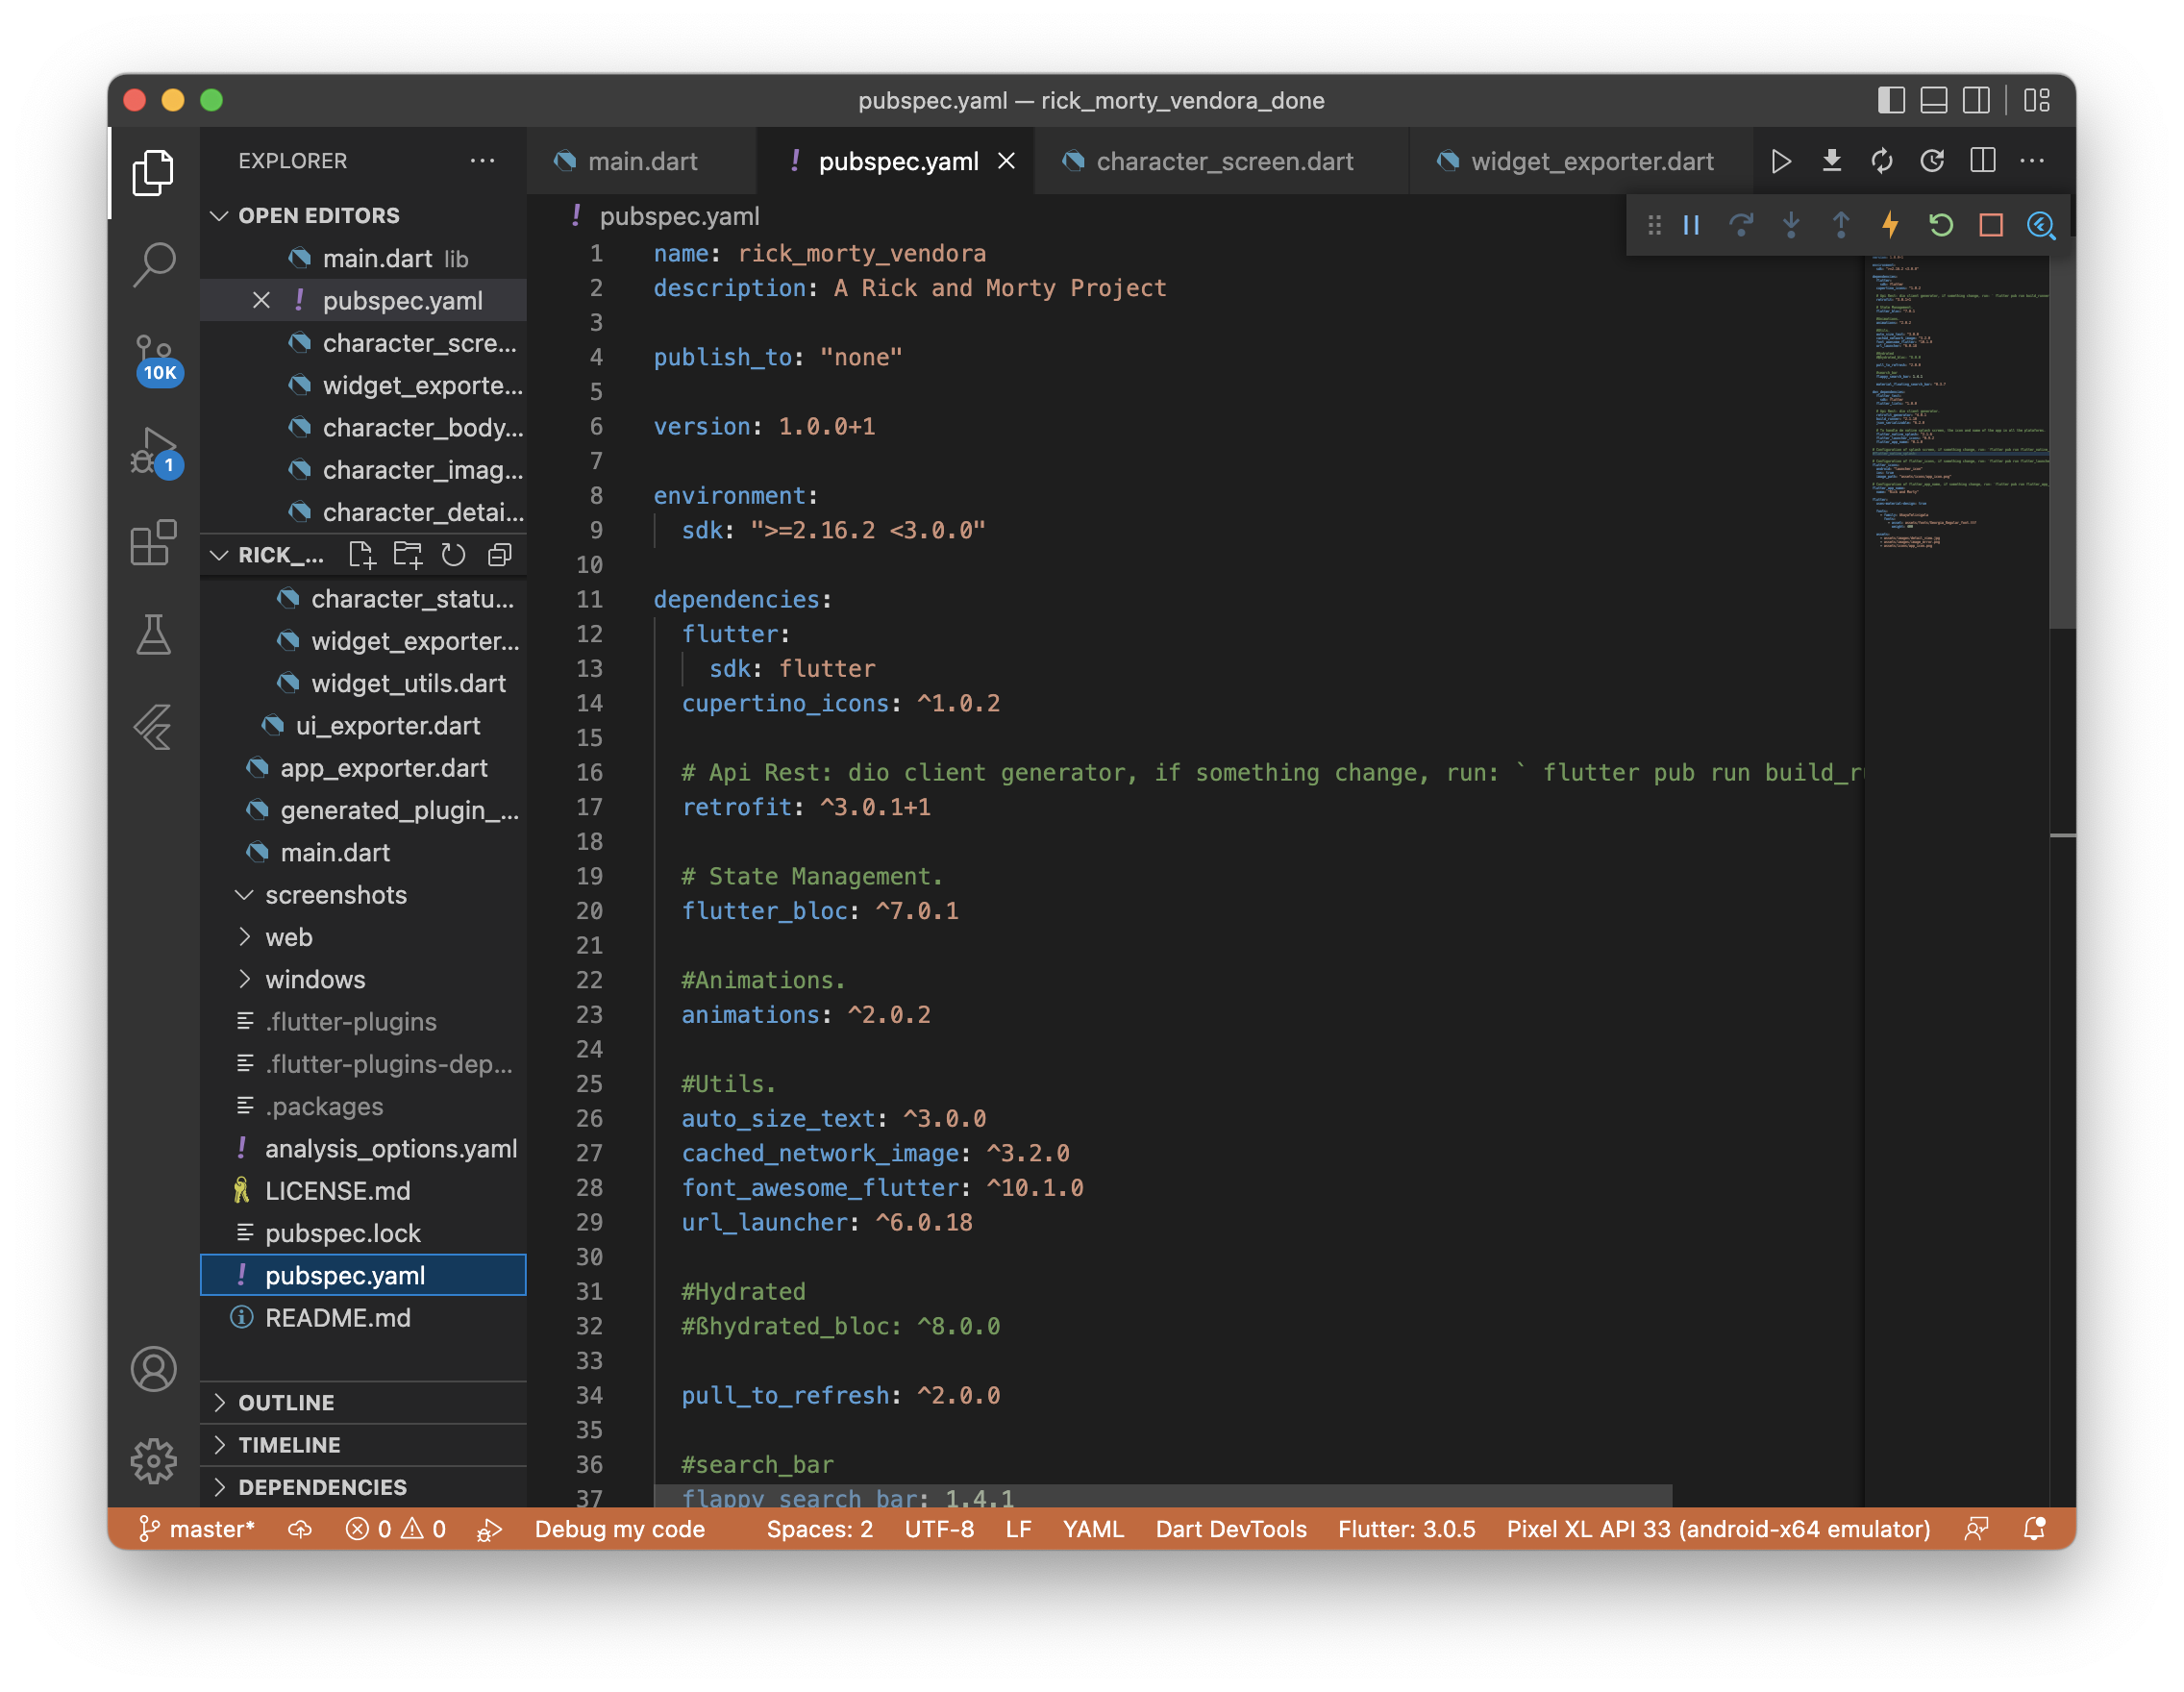 pubspec.yaml — rick_morty_vendora_done
EXPLORER
OPEN EDITORS
main.dart lib
pubspec.yaml
character_scre...
widget_exporte...
character_body...
character_imag...
character_detai...
RICK_...
character_statu...
widget_exporter...
widget_utils.dart
ui_exporter.dart
app_exporter.dart
generated_plugin_...
main.dart
screenshots
web
windows
.flutter-plugins
.flutter-plugins-dep...
.packages
analysis_options.yaml
LICENSE.md
pubspec.lock
pubspec.yaml
README.md
OUTLINE
TIMELINE
DEPENDENCIES
10K
1
main.dart
pubspec.yaml
character_screen.dart
widget_exporter.dart
pubspec.yaml
1 name: rick_morty_vendora
2 description: A Rick and Morty Project
3
4 publish_to: "none"
5
6 version: 1.0.0+1
7
8 environment:
9 sdk: ">=2.16.2 <3.0.0"
10
11 dependencies:
12 flutter:
13 sdk: flutter
14 cupertino_icons: ^1.0.2
15
16 # Api Rest: dio client generator, if something change, run: ` flutter pub run build_r
17 retrofit: ^3.0.1+1
18
19 # State Management.
20 flutter_bloc: ^7.0.1
21
22 #Animations.
23 animations: ^2.0.2
24
25 #Utils.
26 auto_size_text: ^3.0.0
27 cached_network_image: ^3.2.0
28 font_awesome_flutter: ^10.1.0
29 url_launcher: ^6.0.18
30
31 #Hydrated
32 #ßhydrated_bloc: ^8.0.0
33
34 pull_to_refresh: ^2.0.0
35
36 #search_bar
37 flappy_search_bar: 1.4.1
master* 0 0 Debug my code Spaces: 2 UTF-8 LF YAML Dart DevTools Flutter: 3.0.5 Pixel XL API 33 (android-x64 emulator)